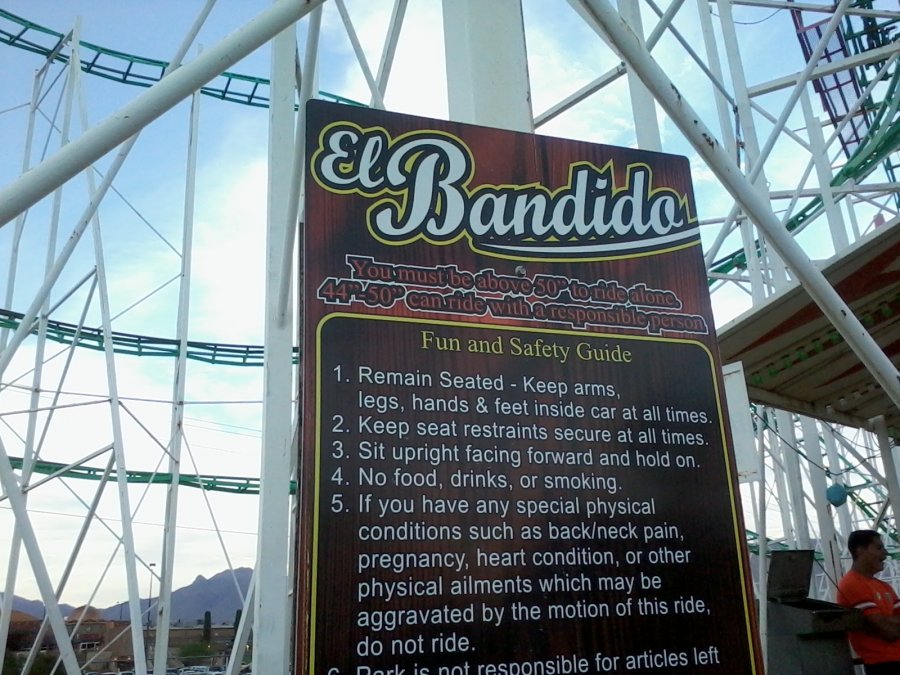 El Bandido
You must be above 50" to ride alone.
44"-50" can ride with a responsible person
Fun and Safety Guide
1. Remain Seated - Keep arms,
legs, hands & feet inside car at all times.
2. Keep seat restraints secure at all times.
3. Sit upright facing forward and hold on.
4. No food, drinks, or smoking.
5. If you have any special physical
conditions such as back/neck pain,
pregnancy, heart condition, or other
physical ailments which may be
aggravated by the motion of this ride,
do not ride.
6. Park is not responsible for articles left